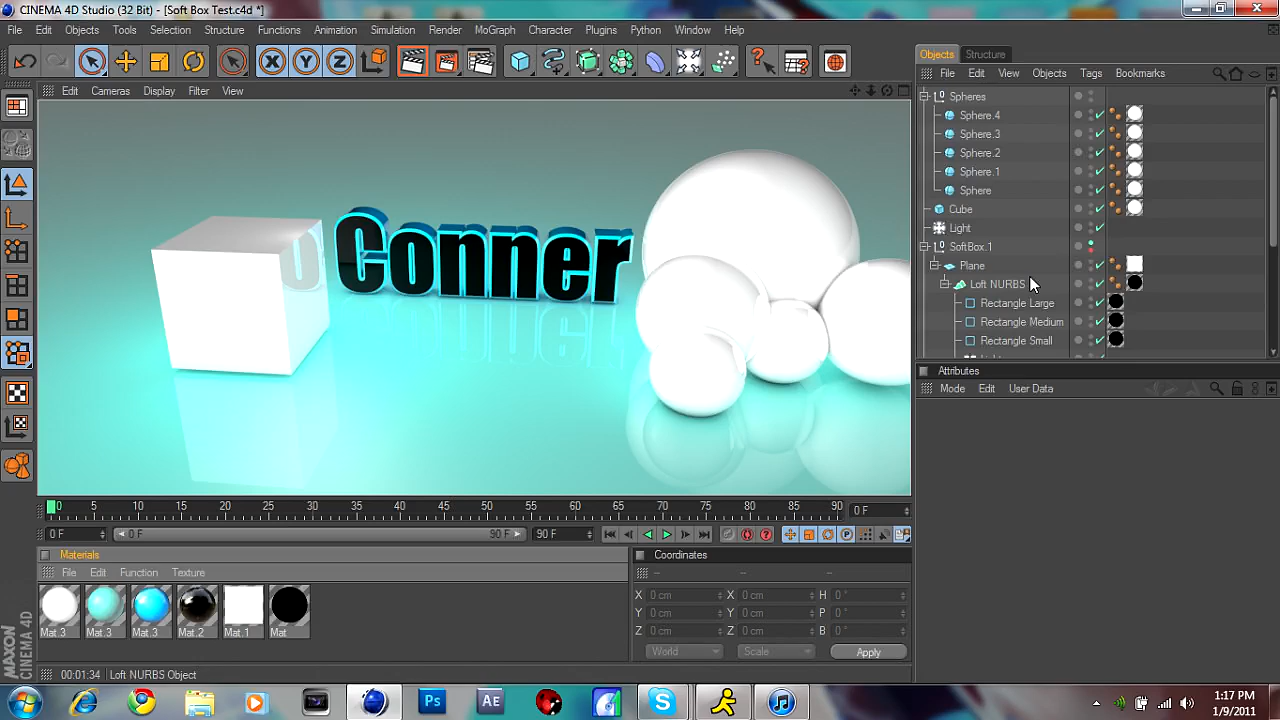 CINEMA 4D Studio (32 Bit) - [Soft Box Test.c4d *]
File Edit Objects Tools Selection Structure Functions Animation Simulation Render MoGraph Character Plugins Python Window Help
Objects Structure
File Edit View Objects Tags Bookmarks
Edit Cameras Display Filter View
Spheres
Sphere.4
Sphere.3
Sphere.2
Sphere.1
Sphere
Cube
Light
SoftBox.1
Plane
Loft NURBS
Rectangle Large
Rectangle Medium
Rectangle Small
Conner
Attributes
Mode Edit User Data
0 5 10 15 20 25 30 35 40 45 50 55 60 65 70 75 80 85 90 0 F
0 F 0 F 90 F 90 F
Materials
File Edit Function Texture
Mat.3 Mat.3 Mat.3 Mat.2 Mat.1 Mat
Coordinates
-- -- --
X 0 cm X 0 cm H 0 °
Y 0 cm Y 0 cm P 0 °
Z 0 cm Z 0 cm B 0 °
World Scale Apply
MAXON
CINEMA 4D
00:01:34 Loft NURBS Object
Ps AE
1:17 PM
1/9/2011